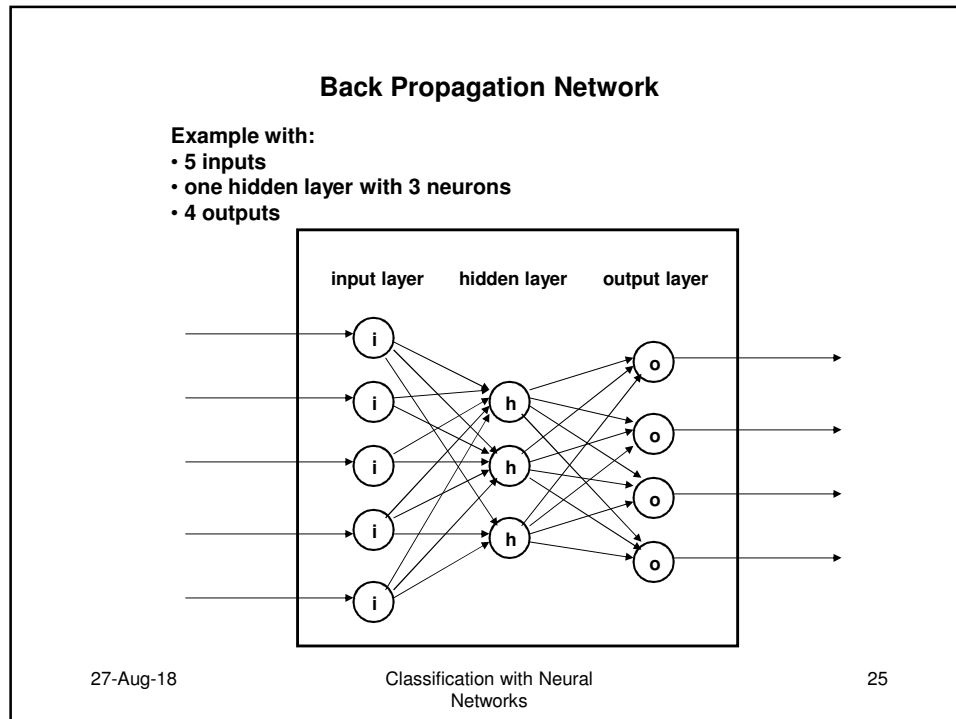 Back Propagation Network
Example with:
• 5 inputs
• one hidden layer with 3 neurons
• 4 outputs
input layer hidden layer output layer
i
o
i
h
o
i
h
o
i
h
o
i
27-Aug-18
Classification with Neural
Networks
25